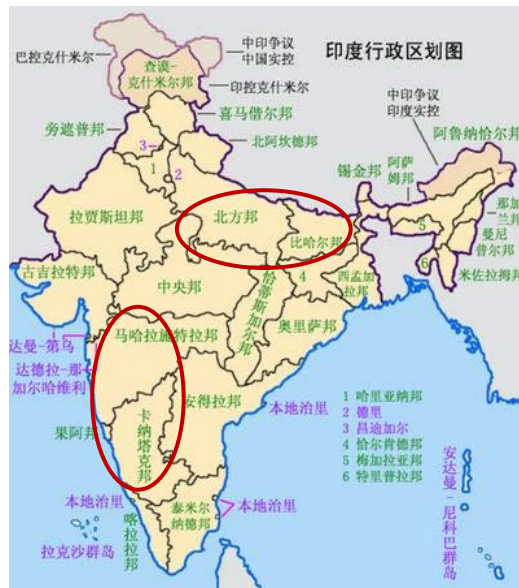 印度行政区划图
中印争议
中国实控
巴控克什米尔
查谟-
克什米尔邦
印控克什米尔
中印争议
印度实控
喜马偕尔邦
旁遮普邦
3
北阿坎德邦
阿鲁纳恰尔邦
1
2
锡金邦
阿萨
姆邦
拉贾斯坦邦
北方邦
比哈尔邦
那加
兰邦
5
曼尼
普尔邦
古吉拉特邦
中央邦
恰蒂斯加尔邦
4
西孟加
拉邦
6
米佐拉姆邦
马哈拉施特拉邦
奥里萨邦
达曼-第乌
达德拉-那
加尔哈维利
安得拉邦
本地治里
果阿邦
卡纳塔克邦
1 哈里亚纳邦
2 德里
3 昌迪加尔
4 恰尔肯德邦
5 梅加拉亚邦
6 特里普拉邦
安达曼-尼科巴群岛
本地治里
喀拉拉邦
泰米尔
纳德邦
本地治里
拉克沙群岛